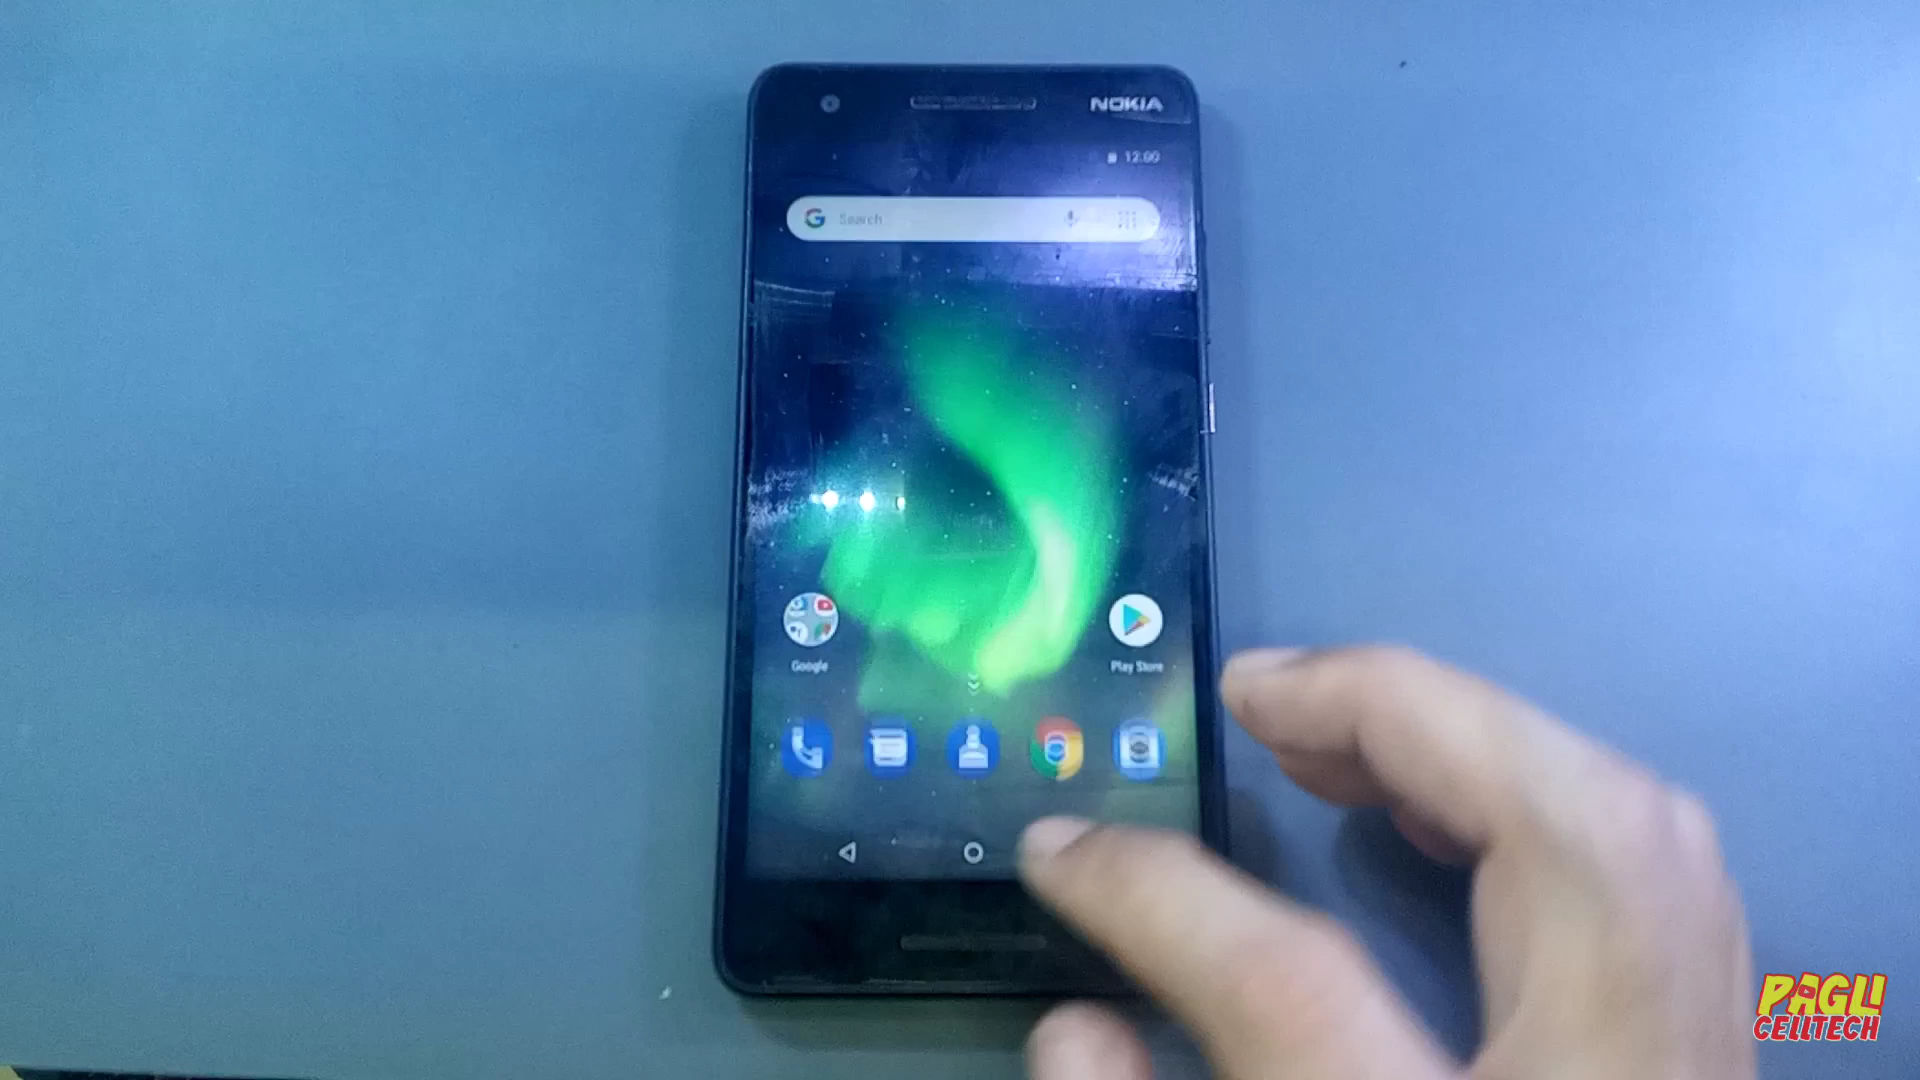 NOKIA
12:00
Search
Google
Play Store
PAGLI
CELLTECH